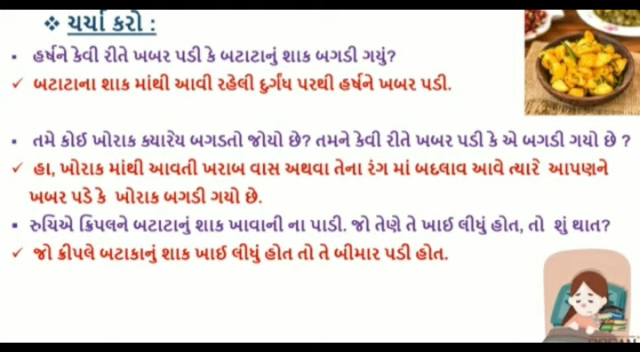 ❖ ચર્ચા કરો :
▪ હર્ષને કેવી રીતે ખબર પડી કે બટાટાનું શાક બગડી ગયું?
✓ બટાટાના શાક માંથી આવી રહેલી દુર્ગંધ પરથી હર્ષને ખબર પડી.
▪ તમે કોઈ ખોરાક ક્યારેય બગડતો જોયો છે? તમને કેવી રીતે ખબર પડી કે એ બગડી ગયો છે ?
✓ હા, ખોરાક માંથી આવતી ખરાબ વાસ અથવા તેના રંગ માં બદલાવ આવે ત્યારે આપણને
ખબર પડે કે ખોરાક બગડી ગયો છે.
▪ રુચિએ ક્રિપલને બટાટાનું શાક ખાવાની ના પાડી. જો તેણે તે ખાઈ લીધું હોત, તો શું થાત?
✓ જો ક્રીપલે બટાકાનું શાક ખાઈ લીધું હોત તો તે બીમાર પડી હોત.